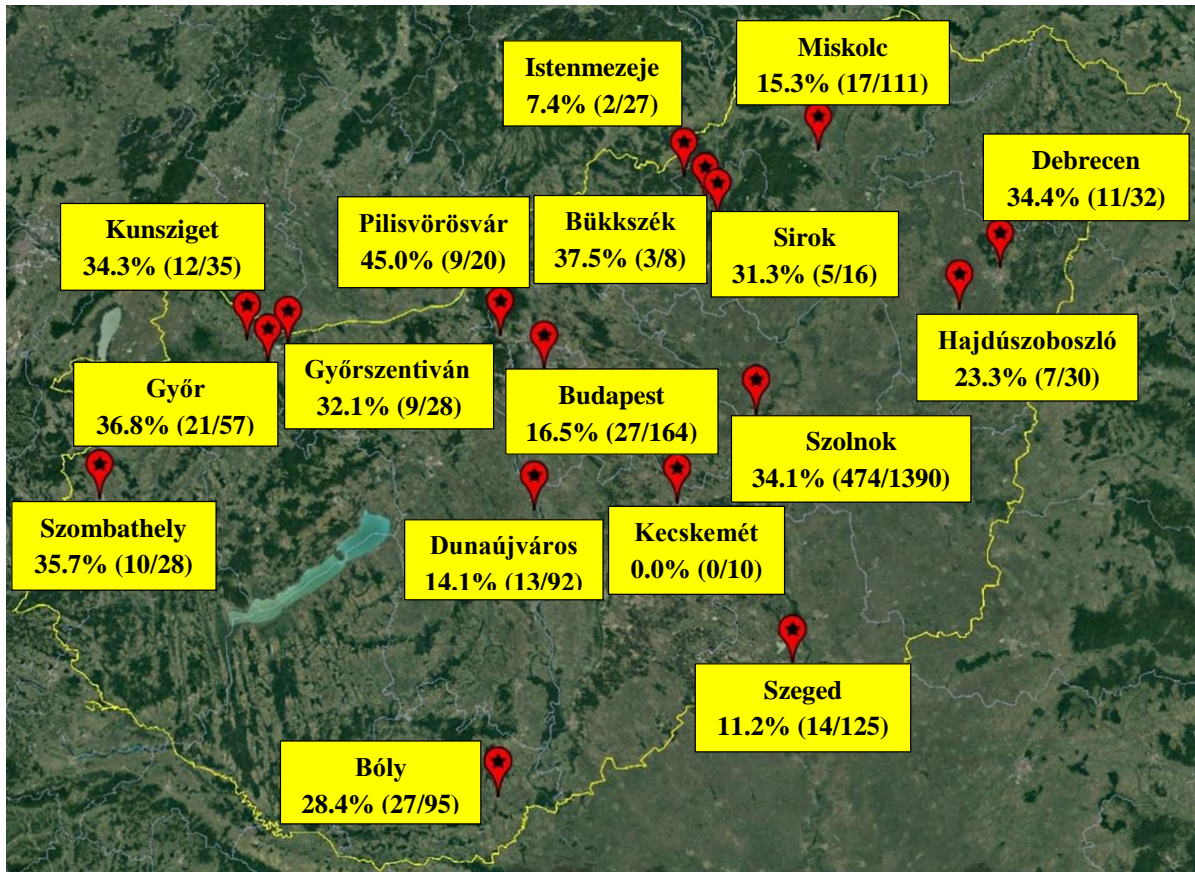 Miskolc
15.3% (17/111)
Istenmezeje
7.4% (2/27)
Debrecen
34.4% (11/32)
Kunsziget
34.3% (12/35)
Pilisvörösvár
45.0% (9/20)
Bükkszék
37.5% (3/8)
Sirok
31.3% (5/16)
Hajdúszoboszló
23.3% (7/30)
Győrszentiván
32.1% (9/28)
Győr
36.8% (21/57)
Budapest
16.5% (27/164)
Szolnok
34.1% (474/1390)
Szombathely
35.7% (10/28)
Dunaújváros
14.1% (13/92)
Kecskemét
0.0% (0/10)
Szeged
11.2% (14/125)
Bóly
28.4% (27/95)